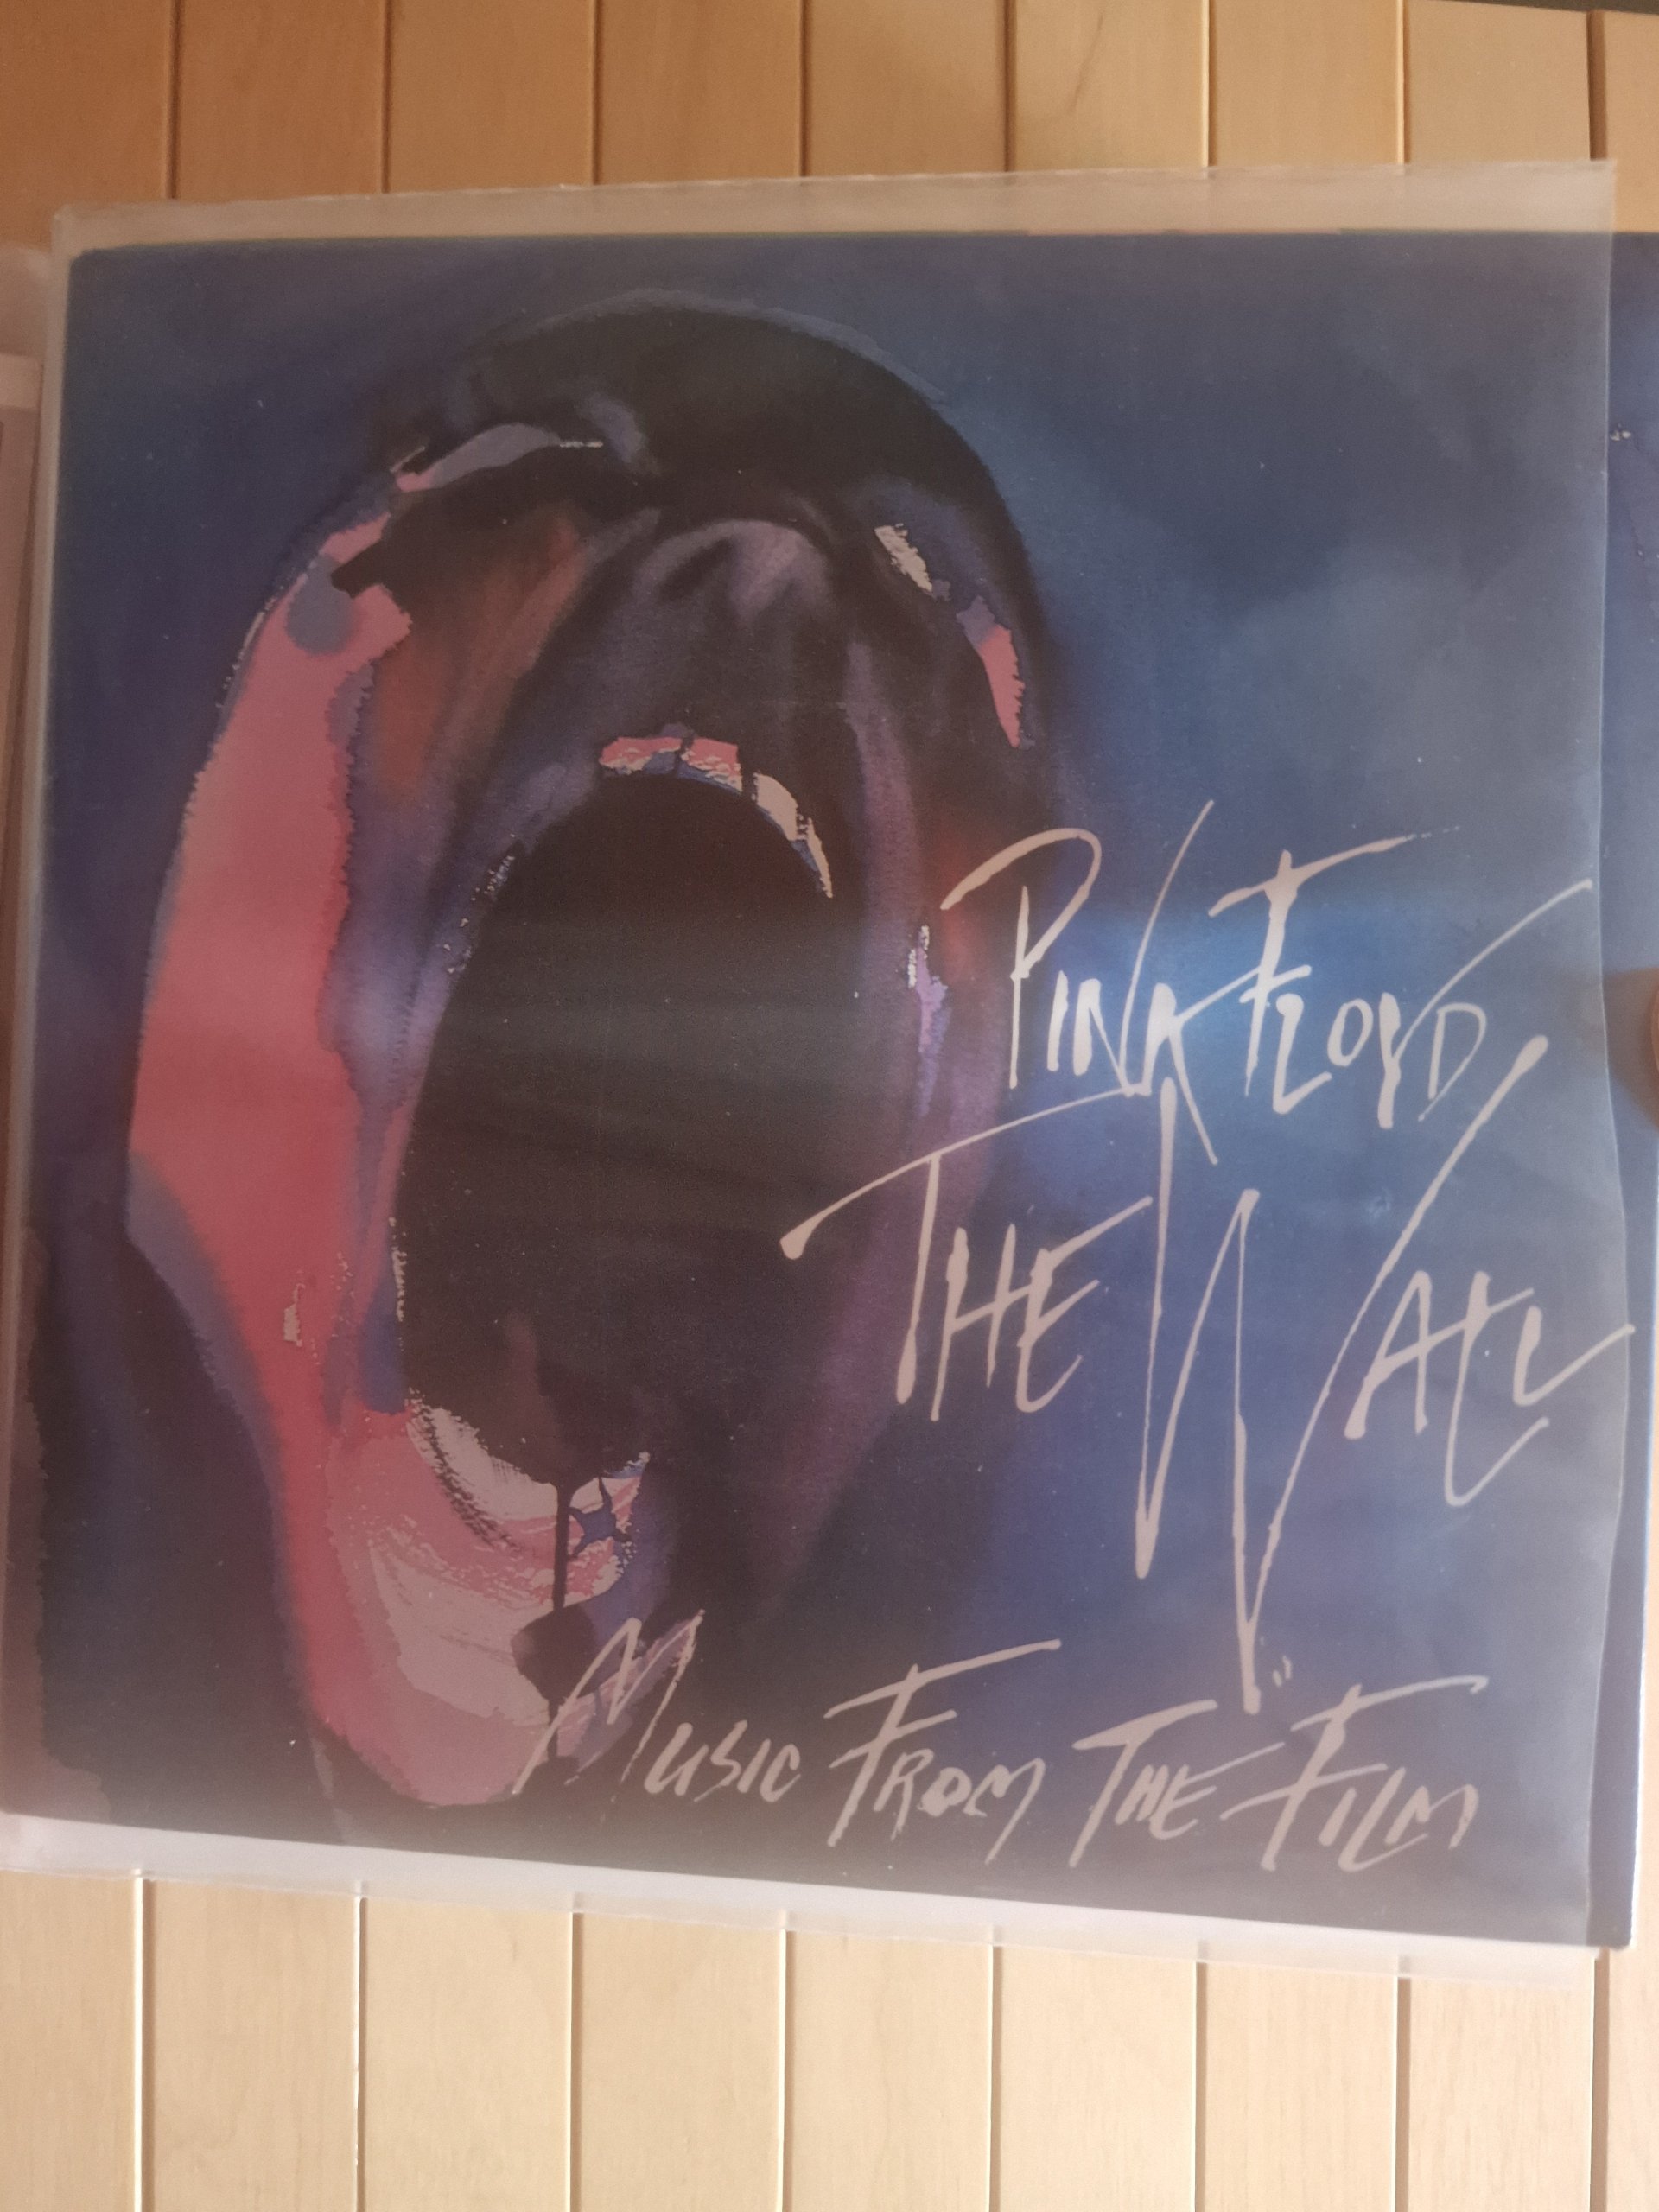 PINK FLOYD
THE WALL
MUSIC FROM THE FILM